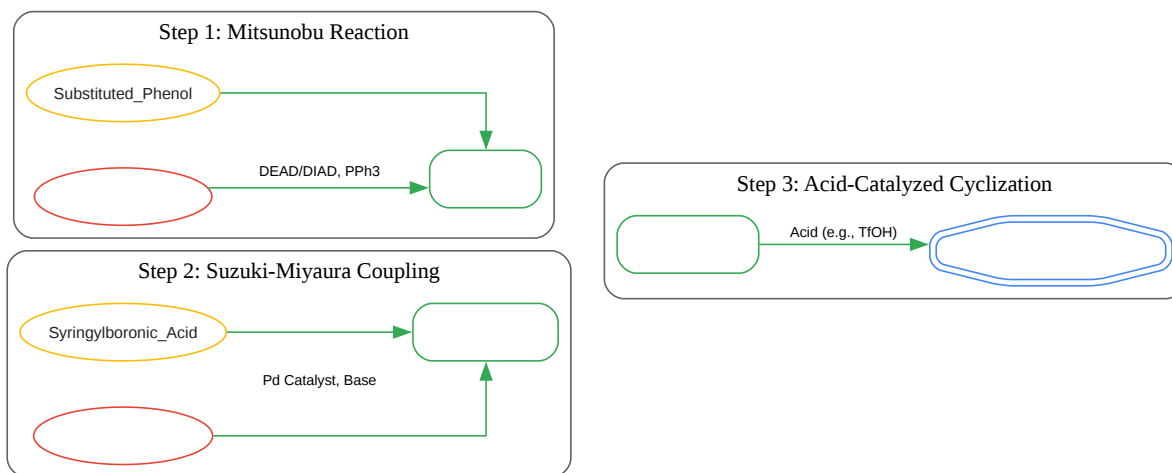 Step 1: Mitsunobu Reaction
Substituted_Phenol
DEAD/DIAD, PPh3
Step 2: Suzuki-Miyaura Coupling
Syringylboronic_Acid
Pd Catalyst, Base
Step 3: Acid-Catalyzed Cyclization
Acid (e.g., TfOH)